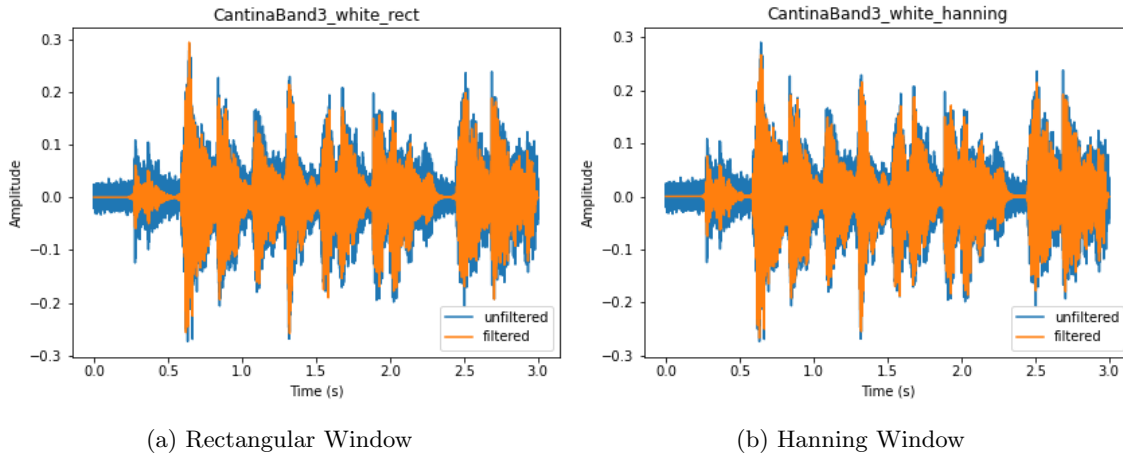 CantinaBand3_white_rect
0.3
0.2
0.1
0.0
−0.1
−0.2
−0.3
Amplitude
0.0 0.5 1.0 1.5 2.0 2.5 3.0
Time (s)
unfiltered
filtered
(a) Rectangular Window
CantinaBand3_white_hanning
0.3
0.2
0.1
0.0
−0.1
−0.2
−0.3
Amplitude
0.0 0.5 1.0 1.5 2.0 2.5 3.0
Time (s)
unfiltered
filtered
(b) Hanning Window